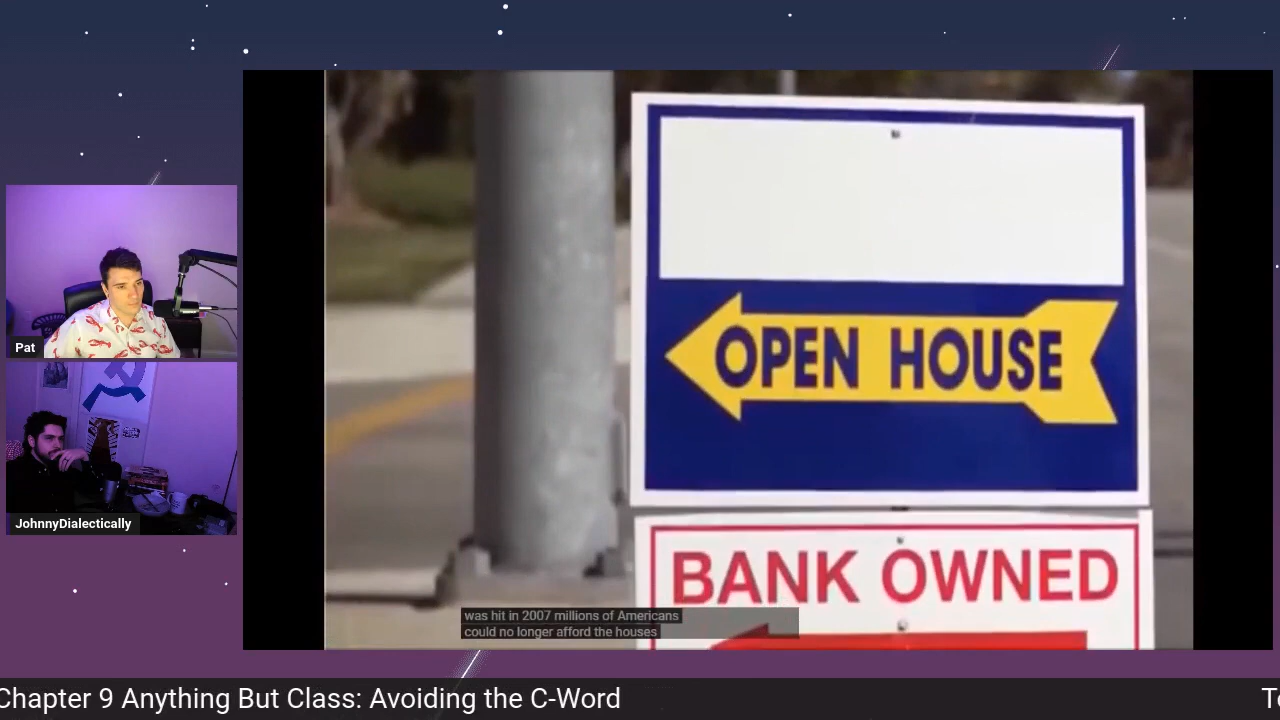 Pat
JohnnyDialectically
OPEN HOUSE
BANK OWNED
was hit in 2007 millions of Americans
could no longer afford the houses
Chapter 9 Anything But Class: Avoiding the C-Word